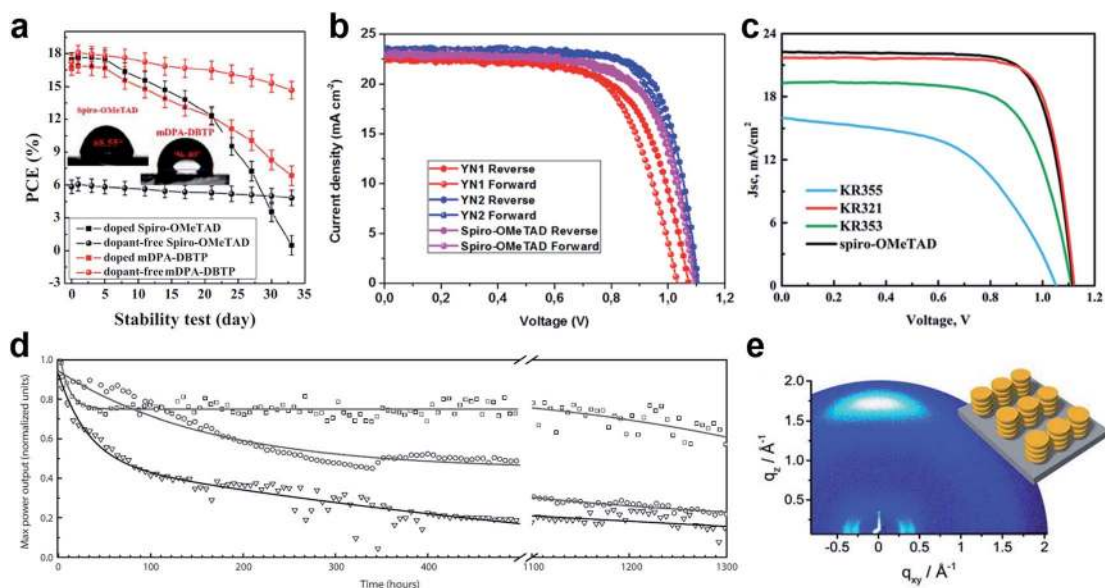 a
PCE (%)
21
18
15
12
9
6
3
0
-3
Spiro-OMeTAD
mDPA-DBTP
doped Spiro-OMeTAD
dopant-free Spiro-OMeTAD
doped mDPA-DBTP
dopant-free mDPA-DBTP
0 5 10 15 20 25 30 35
Stability test (day)
b
Current density (mA cm⁻²)
25
20
15
10
5
0
YN1 Reverse
YN1 Forward
YN2 Reverse
YN2 Forward
Spiro-OMeTAD Reverse
Spiro-OMeTAD Forward
0,0 0,2 0,4 0,6 0,8 1,0 1,2
Voltage (V)
c
Jsc, mA/cm²
24
18
12
6
0
KR355
KR321
KR353
spiro-OMeTAD
0.0 0.2 0.4 0.6 0.8 1.0 1.2
Voltage, V
d
Max power output (normalized units)
1.0
0.8
0.6
0.4
0.2
0.0
0 100 200 300 400 1100 1200 1300
Time (hours)
e
q_z / Å⁻¹
2.0
1.5
1.0
0.5
-0.5 0 0.5 1 1.5 2
q_xy / Å⁻¹